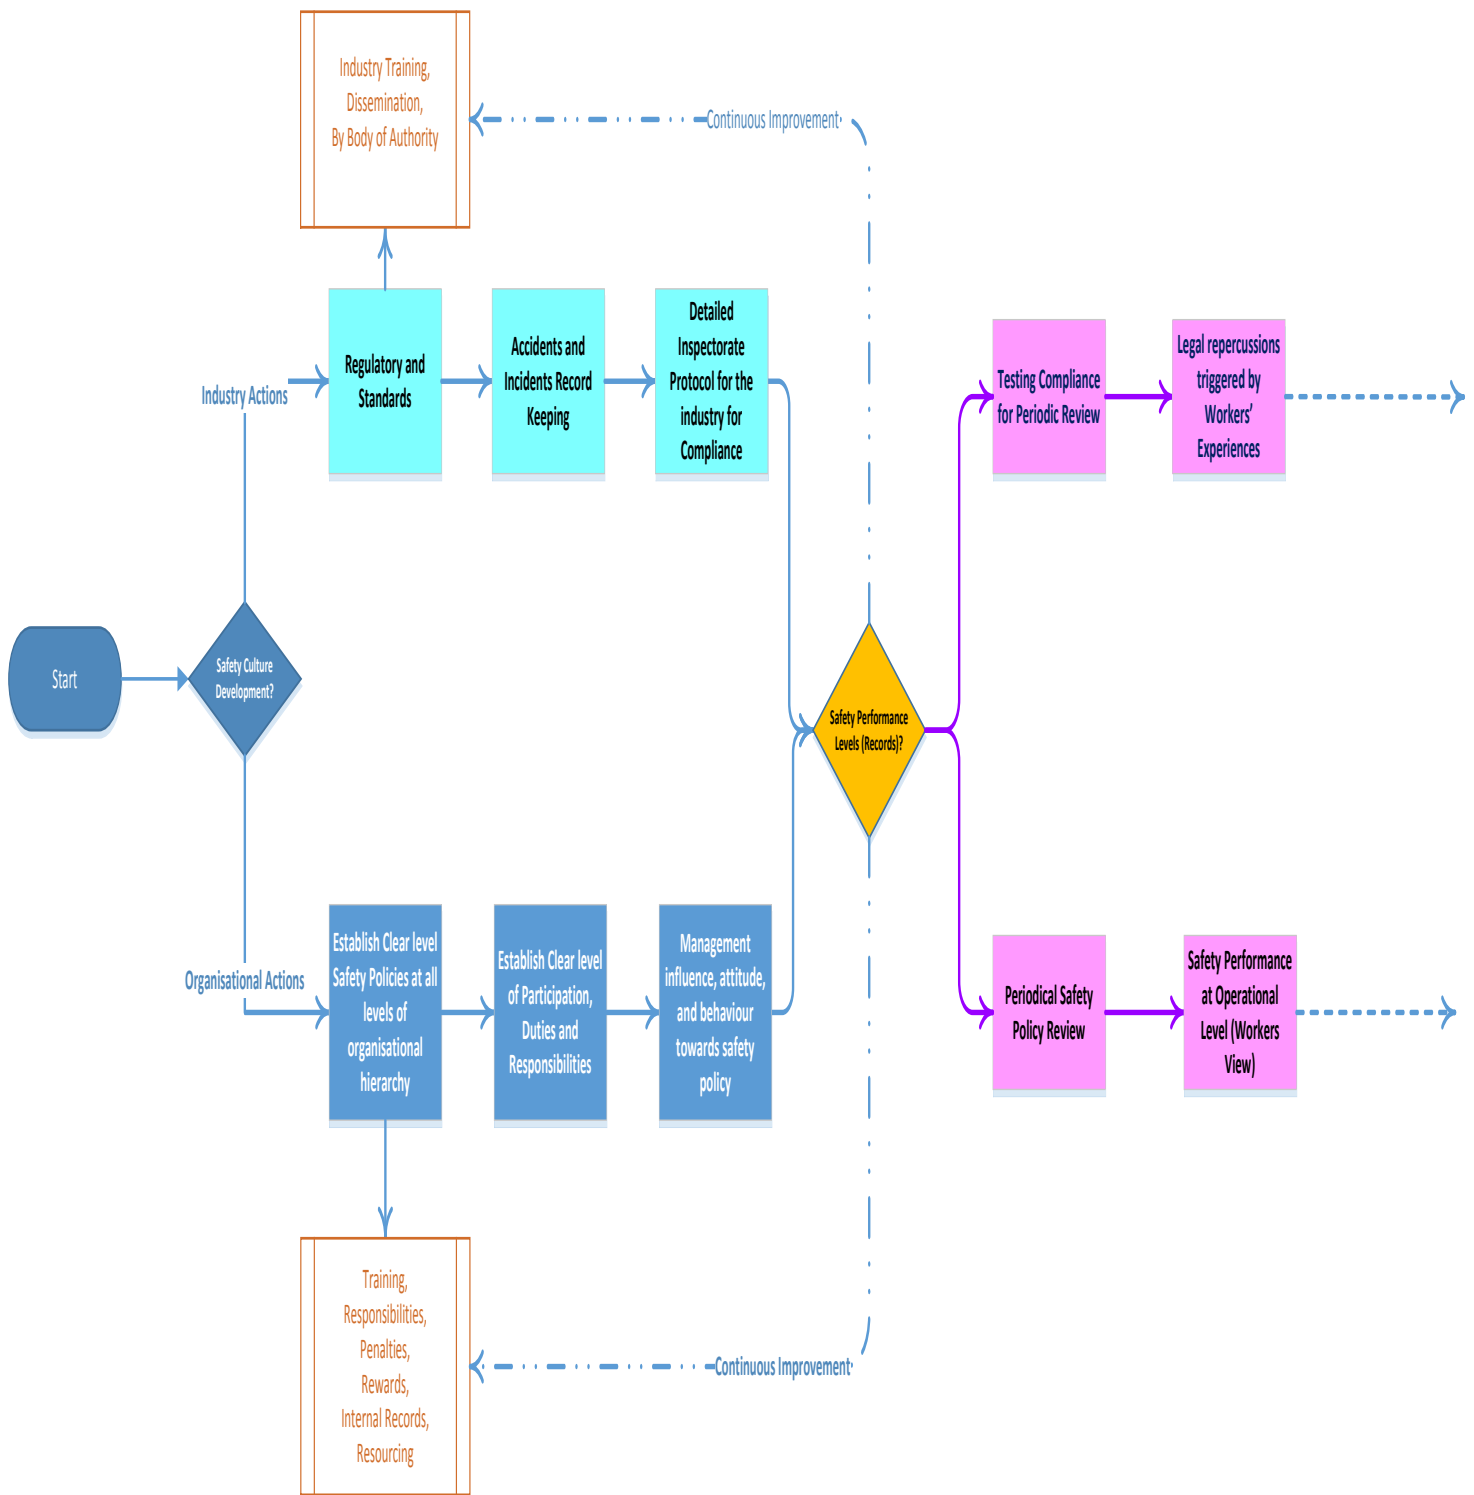 Industry Training,
Dissemination,
By Body of Authority
Continuous Improvement
Industry Actions
Regulatory and
Standards
Accidents and
Incidents Record
Keeping
Detailed
Inspectorate
Protocol for the
industry for
Compliance
Testing Compliance
for Periodic Review
Legal repercussions
triggered by
Workers’
Experiences
Start
Safety Culture
Development?
Safety Performance
Levels (Records)?
Organisational Actions
Establish Clear level
Safety Policies at all
levels of
organisational
hierarchy
Establish Clear level
of Participation,
Duties and
Responsibilities
Management
influence, attitude,
and behaviour
towards safety
policy
Periodical Safety
Policy Review
Safety Performance
at Operational
Level (Workers
View)
Training,
Responsibilities,
Penalties,
Rewards,
Internal Records,
Resourcing
Continuous Improvement